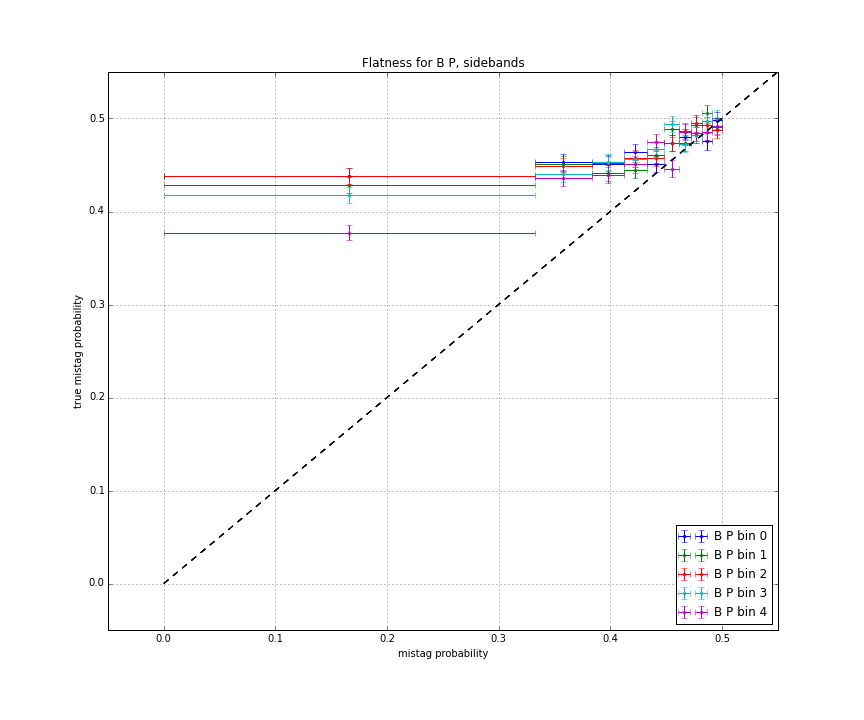 Flatness for B P, sidebands
true mistag probability
0.5
0.4
0.3
0.2
0.1
0.0
0.0 0.1 0.2 0.3 0.4 0.5
mistag probability
B P bin 0
B P bin 1
B P bin 2
B P bin 3
B P bin 4